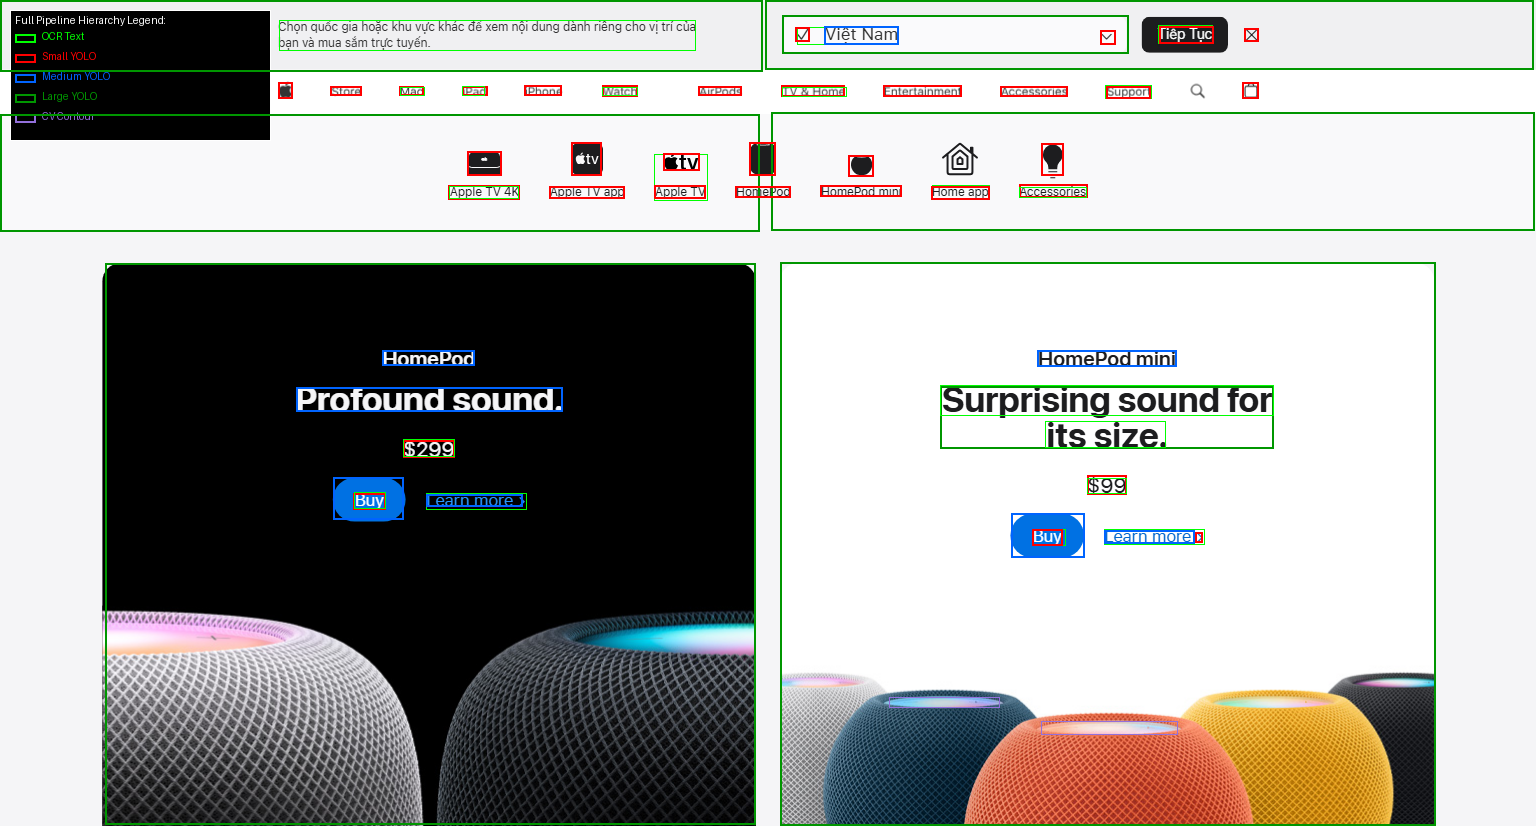 Full Pipeline Hierarchy Legend:
OCR Text
Small YOLO
Medium YOLO
Large YOLO
CV Contour
Chọn quốc gia hoặc khu vực khác để xem nội dung dành riêng cho vị trí của
bạn và mua sắm trực tuyến.
Việt Nam
Tiếp Tục
Store
Mac
iPad
iPhone
Watch
AirPods
TV & Home
Entertainment
Accessories
Support
tv
tv
Apple TV 4K
Apple TV app
Apple TV
HomePod
HomePod mini
Home app
Accessories
HomePod
Profound sound.
$299
Buy
Learn more
HomePod mini
Surprising sound for
its size.
$99
Buy
Learn more